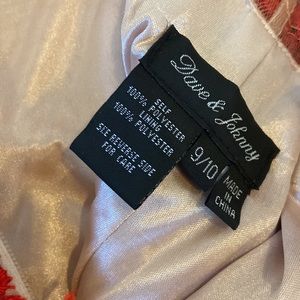 Dave & Johnny
9/10
MADE
IN
CHINA
SELF
100% POLYESTER
LINING
100% POLYESTER
SEE REVERSE SIDE
FOR CARE